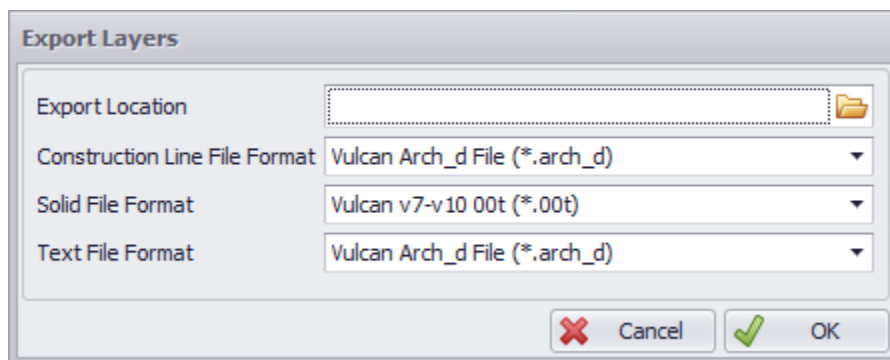 Export Layers
Export Location
Construction Line File Format Vulcan Arch_d File (*.arch_d)
Solid File Format Vulcan v7-v10 00t (*.00t)
Text File Format Vulcan Arch_d File (*.arch_d)
Cancel OK